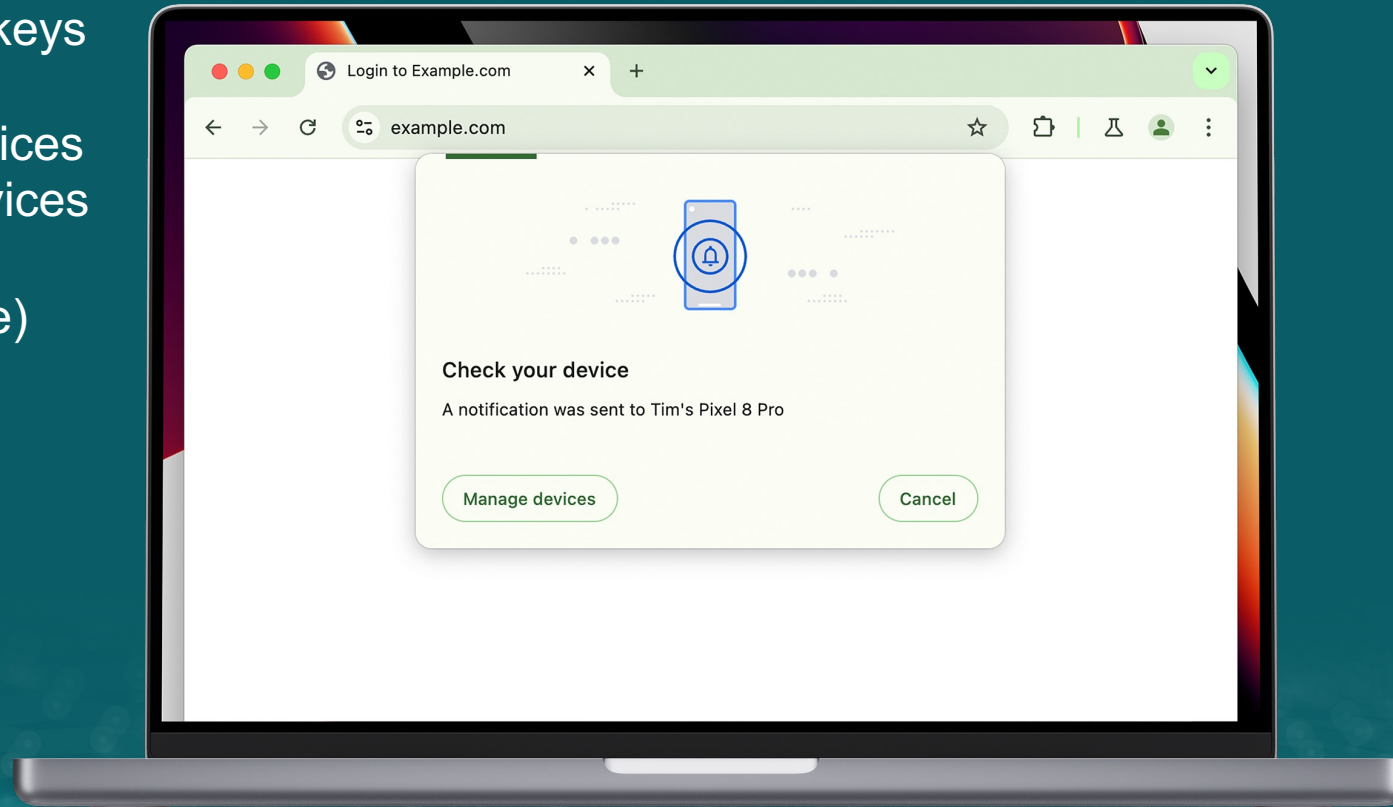 keys
ices
vices
e)
Login to Example.com
example.com
Check your device
A notification was sent to Tim's Pixel 8 Pro
Manage devices
Cancel